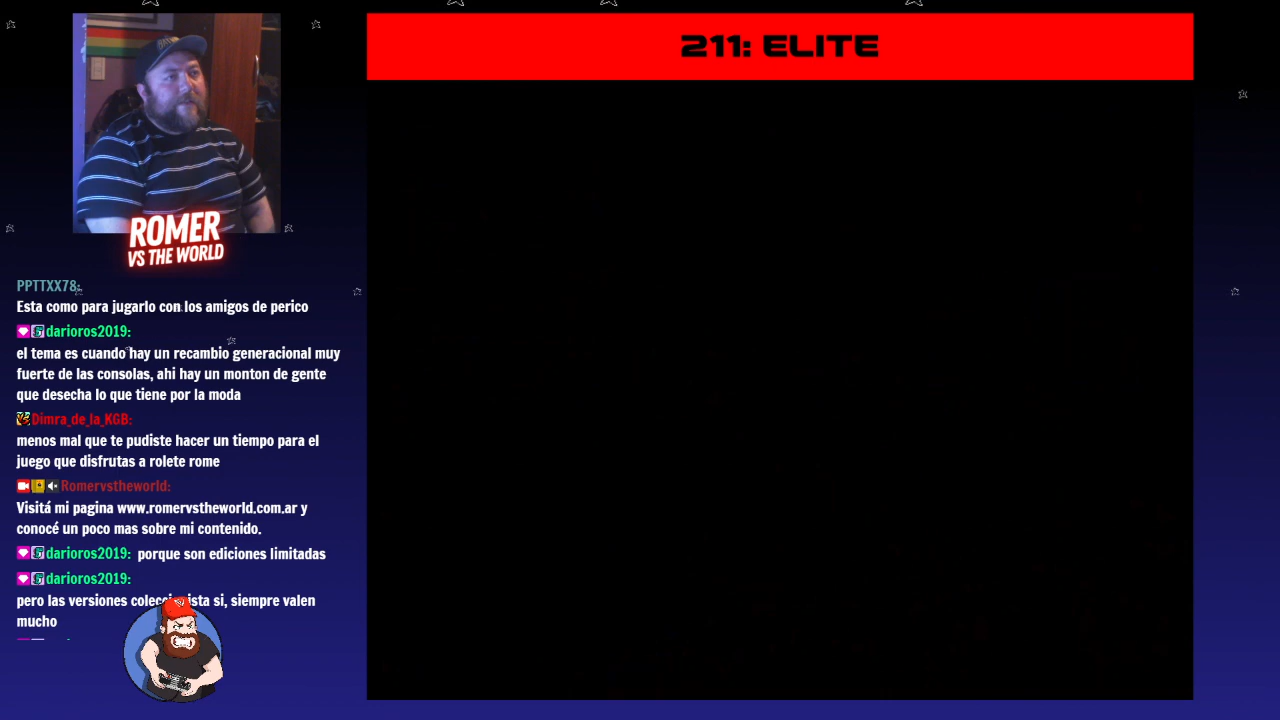 211: ELITE
ROMER
VS THE WORLD
PPTTXX78:
Esta como para jugarlo con los amigos de perico
darioros2019:
el tema es cuando hay un recambio generacional muy
fuerte de las consolas, ahi hay un monton de gente
que desecha lo que tiene por la moda
Dimra_de_la_KGB:
menos mal que te pudiste hacer un tiempo para el
juego que disfrutas a rolete rome
Romervstheworld:
Visitá mi pagina www.romervstheworld.com.ar y
conocé un poco mas sobre mi contenido.
darioros2019: porque son ediciones limitadas
darioros2019:
pero las versiones coleccionista si, siempre valen
mucho